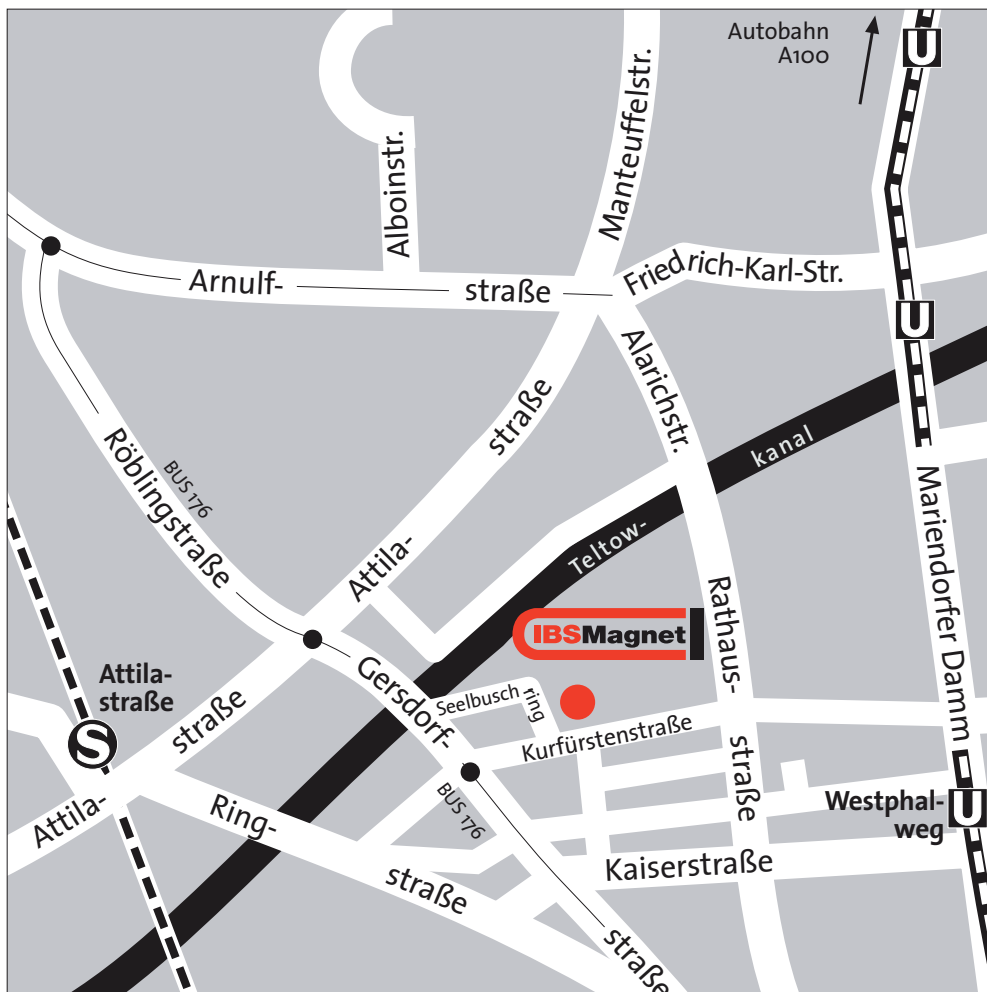 Autobahn
A100
U
Manteuffelstr.
Alboinstr.
Friedrich-Karl-Str.
Arnulf-
straße
U
Alarichstr.
straße
kanal
Röblingstraße
BUS 176
Teltow-
Attila-
Mariendorfer Damm
Rathaus-
IBSMagnet
Attila-
straße
Gersdorf-
Seelbusch
ring
straße
S
Kurfürstenstraße
straße
Attila-
Ring-
BUS 176
Westphal-
weg
U
Kaiserstraße
straße
straße